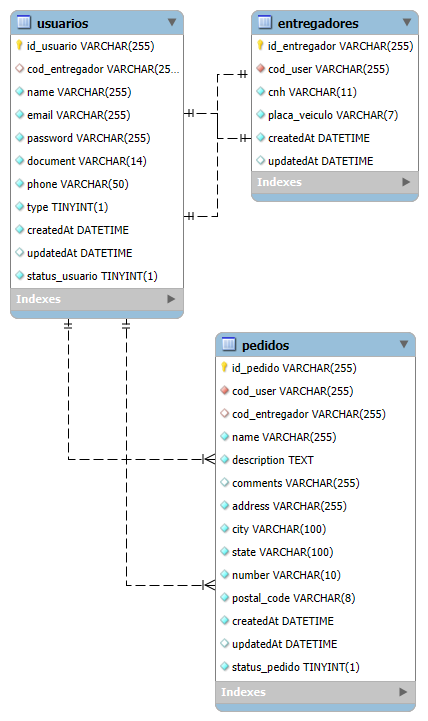 usuarios
id_usuario VARCHAR(255)
cod_entregador VARCHAR(25...
name VARCHAR(255)
email VARCHAR(255)
password VARCHAR(255)
document VARCHAR(14)
phone VARCHAR(50)
type TINYINT(1)
createdAt DATETIME
updatedAt DATETIME
status_usuario TINYINT(1)
Indexes
entregadores
id_entregador VARCHAR(255)
cod_user VARCHAR(255)
cnh VARCHAR(11)
placa_veiculo VARCHAR(7)
createdAt DATETIME
updatedAt DATETIME
Indexes
pedidos
id_pedido VARCHAR(255)
cod_user VARCHAR(255)
cod_entregador VARCHAR(255)
name VARCHAR(255)
description TEXT
comments VARCHAR(255)
address VARCHAR(255)
city VARCHAR(100)
state VARCHAR(100)
number VARCHAR(10)
postal_code VARCHAR(8)
createdAt DATETIME
updatedAt DATETIME
status_pedido TINYINT(1)
Indexes